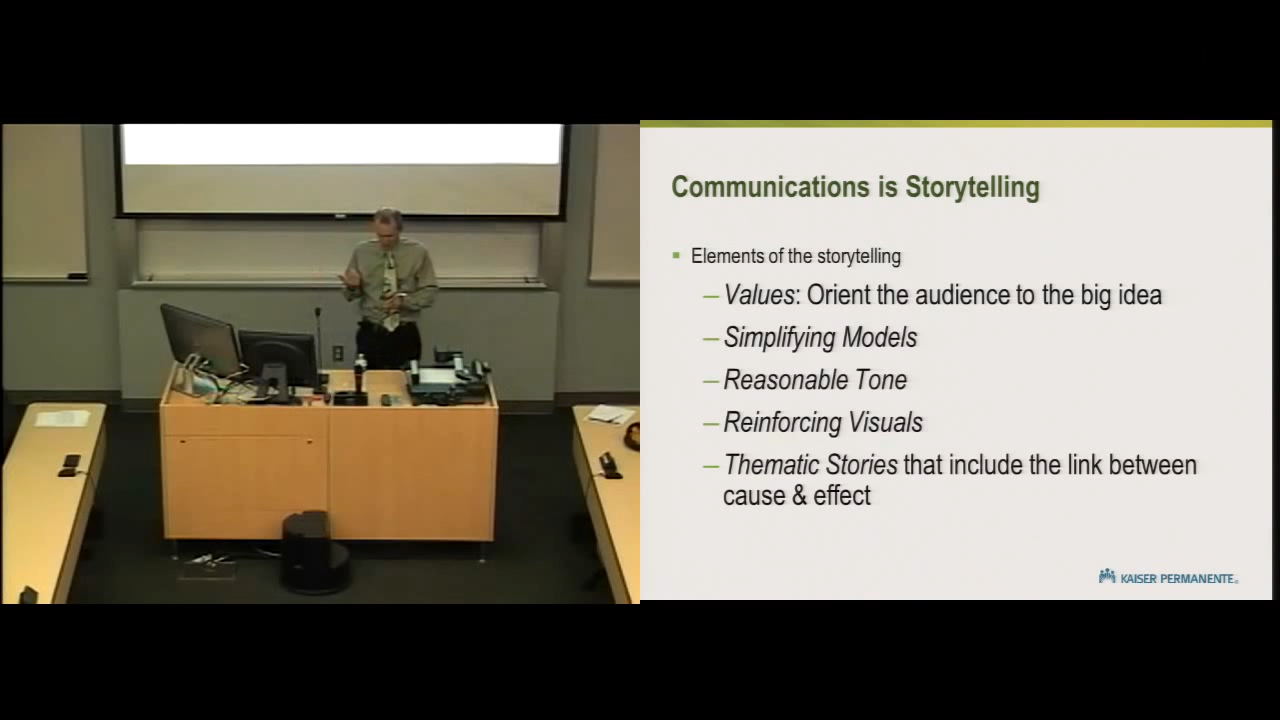 Communications is Storytelling
▪ Elements of the storytelling
– Values: Orient the audience to the big idea
– Simplifying Models
– Reasonable Tone
– Reinforcing Visuals
– Thematic Stories that include the link between
cause & effect
KAISER PERMANENTE®